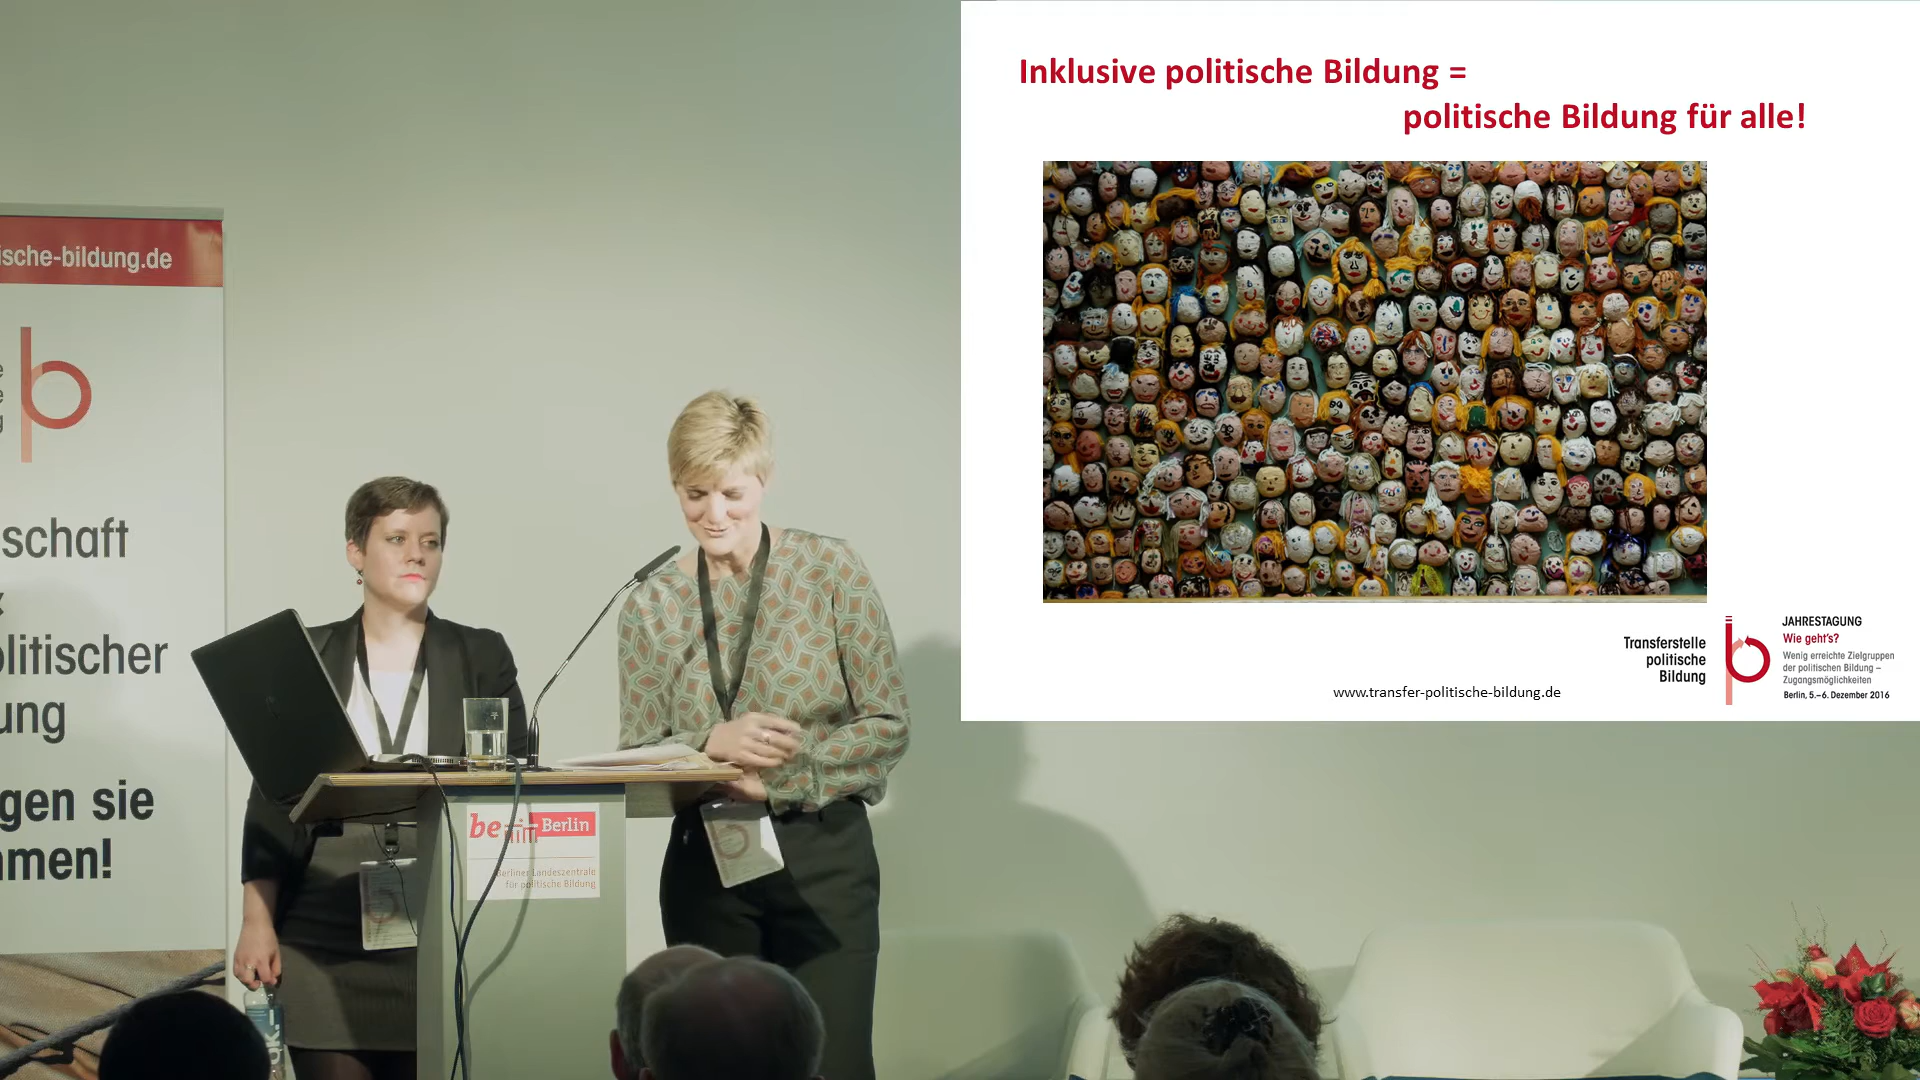 ische-bildung.de
schaft
olitischer
ung
gen sie
men!
be Berlin
Berliner Landeszentrale
für politische Bildung
Inklusive politische Bildung =
politische Bildung für alle!
www.transfer-politische-bildung.de
Transferstelle
politische
Bildung
JAHRESTAGUNG
Wie geht's?
Wenig erreichte Zielgruppen
der politischen Bildung –
Zugangsmöglichkeiten
Berlin, 5.–6. Dezember 2016